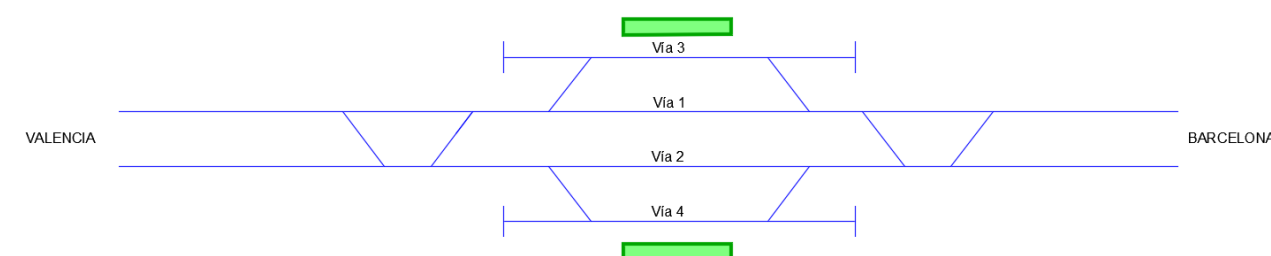 Vía 3
Vía 1
VALENCIA
BARCELONA
Vía 2
Vía 4